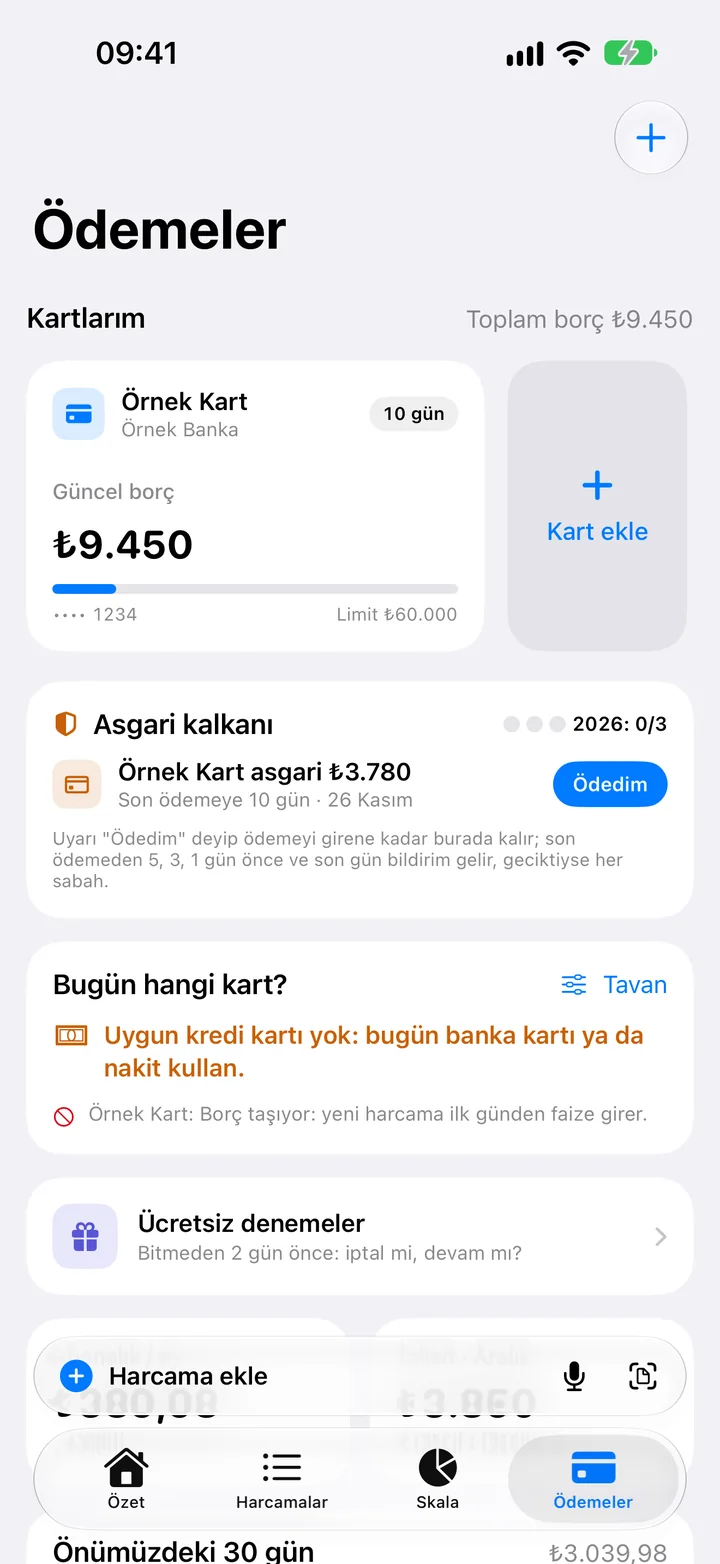 09:41
Ödemeler
Kartlarım
Toplam borç ₺9.450
Örnek Kart
Örnek Banka
10 gün
Güncel borç
₺9.450
•••• 1234
Limit ₺60.000
Kart ekle
Asgari kalkanı
2026: 0/3
Örnek Kart asgari ₺3.780
Son ödemeye 10 gün · 26 Kasım
Ödedim
Uyarı "Ödedim" deyip ödemeyi girene kadar burada kalır; son
ödemeden 5, 3, 1 gün önce ve son gün bildirim gelir, geciktiyse her
sabah.
Bugün hangi kart?
Tavan
Uygun kredi kartı yok: bugün banka kartı ya da
nakit kullan.
Örnek Kart: Borç taşıyor: yeni harcama ilk günden faize girer.
Ücretsiz denemeler
Bitmeden 2 gün önce: iptal mi, devam mı?
Harcama ekle
Özet
Harcamalar
Skala
Ödemeler
Önümüzdeki 30 gün
₺3.039,98